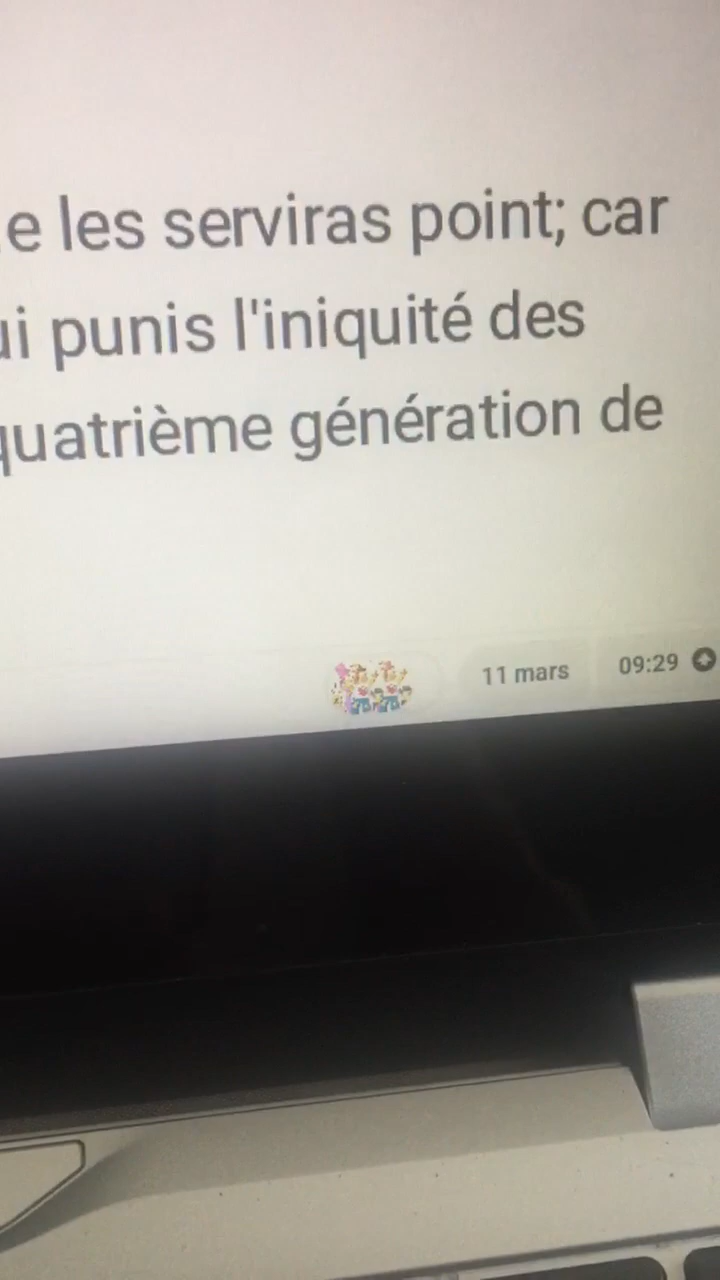 les serviras point; car
punis l'iniquité des
quatrième génération de
11 mars 09:29